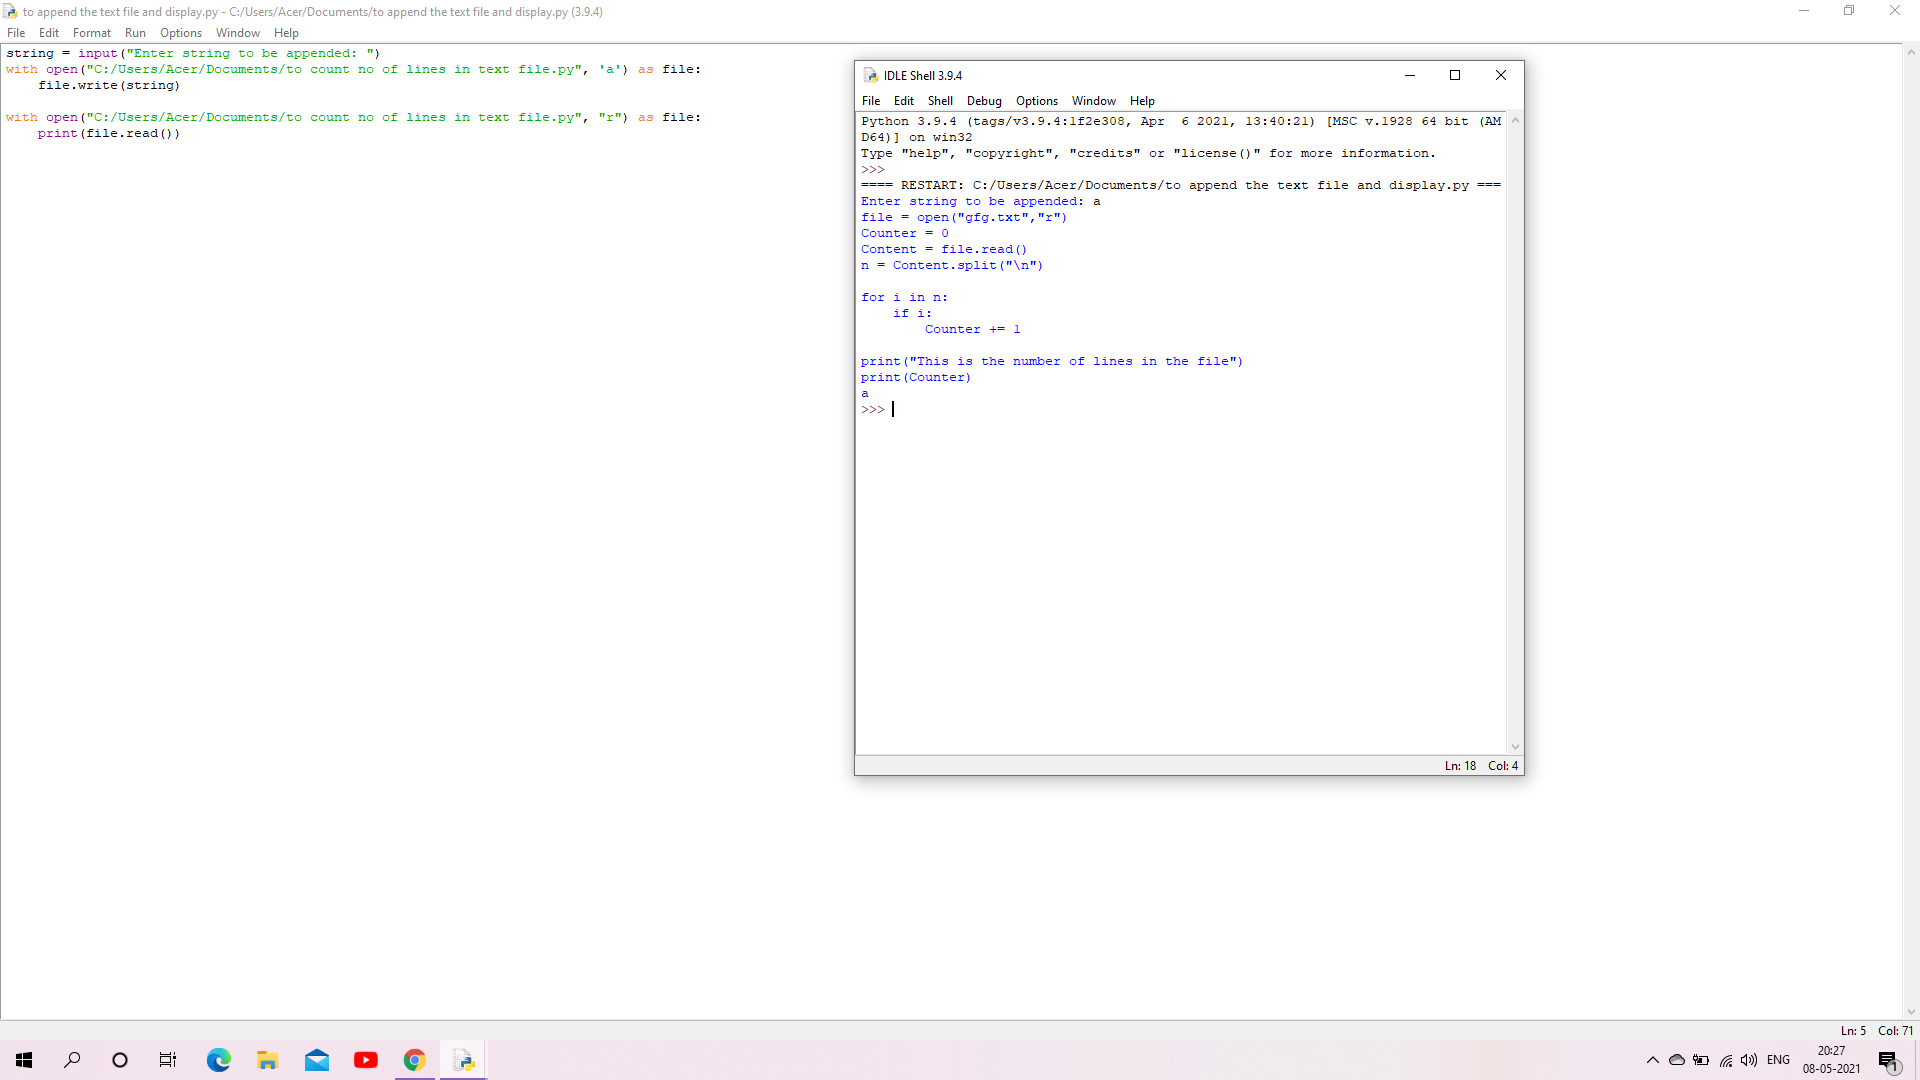 to append the text file and display.py - C:/Users/Acer/Documents/to append the text file and display.py (3.9.4)
File Edit Format Run Options Window Help
string = input("Enter string to be appended: ")
with open("C:/Users/Acer/Documents/to count no of lines in text file.py", 'a') as file:
    file.write(string)
with open("C:/Users/Acer/Documents/to count no of lines in text file.py", "r") as file:
    print(file.read())
IDLE Shell 3.9.4
File Edit Shell Debug Options Window Help
Python 3.9.4 (tags/v3.9.4:1f2e308, Apr  6 2021, 13:40:21) [MSC v.1928 64 bit (AM
D64)] on win32
Type "help", "copyright", "credits" or "license()" for more information.
>>>
==== RESTART: C:/Users/Acer/Documents/to append the text file and display.py ===
Enter string to be appended: a
file = open("gfg.txt","r")
Counter = 0
Content = file.read()
n = Content.split("\n")
for i in n:
    if i:
        Counter += 1
print("This is the number of lines in the file")
print(Counter)
a
>>>
Ln: 18 Col: 4
Ln: 5 Col: 71
ENG
20:27
08-05-2021
1